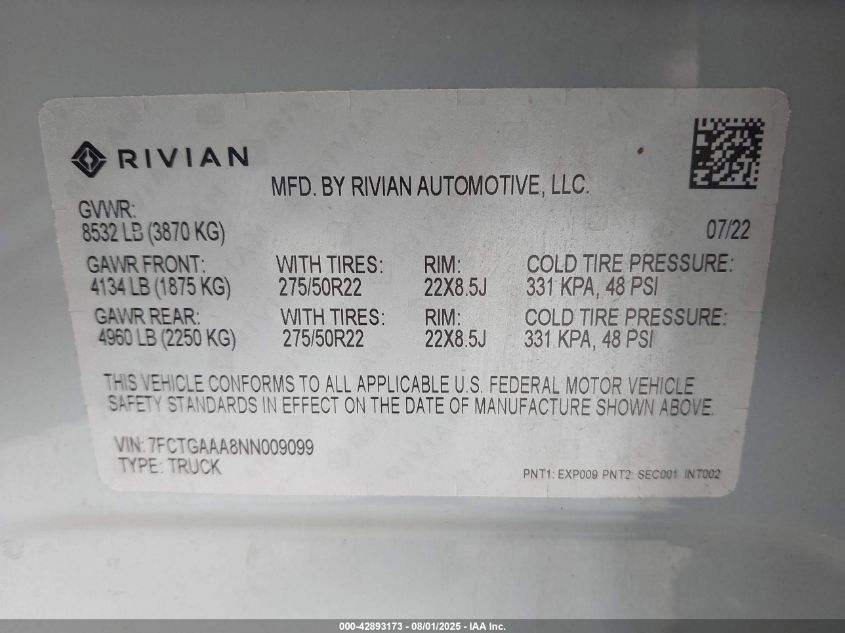 RIVIAN
MFD. BY RIVIAN AUTOMOTIVE, LLC.
GVWR:
8532 LB (3870 KG)
07/22
GAWR FRONT: WITH TIRES: RIM: COLD TIRE PRESSURE:
4134 LB (1875 KG) 275/50R22 22X8.5J 331 KPA, 48 PSI
GAWR REAR: WITH TIRES: RIM: COLD TIRE PRESSURE:
4960 LB (2250 KG) 275/50R22 22X8.5J 331 KPA, 48 PSI
THIS VEHICLE CONFORMS TO ALL APPLICABLE U.S. FEDERAL MOTOR VEHICLE
SAFETY STANDARDS IN EFFECT ON THE DATE OF MANUFACTURE SHOWN ABOVE.
VIN: 7FCTGAAA8NN009099
TYPE: TRUCK
PNT1: EXP009 PNT2: SEC001 INT002
000-42893173 - 08/01/2025 - IAA Inc.